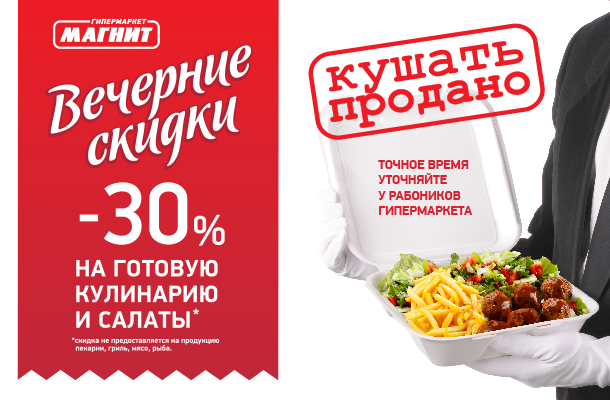 ГИПЕРМАРКЕТ
МАГНИТ
Вечерние
скидки
-30%
НА ГОТОВУЮ
КУЛИНАРИЮ
И САЛАТЫ*
*скидка не предоставляется на продукцию
пекарни, гриль, мясо, рыба.
кушать
продано
ТОЧНОЕ ВРЕМЯ
УТОЧНЯЙТЕ
У РАБОНИКОВ
ГИПЕРМАРКЕТА